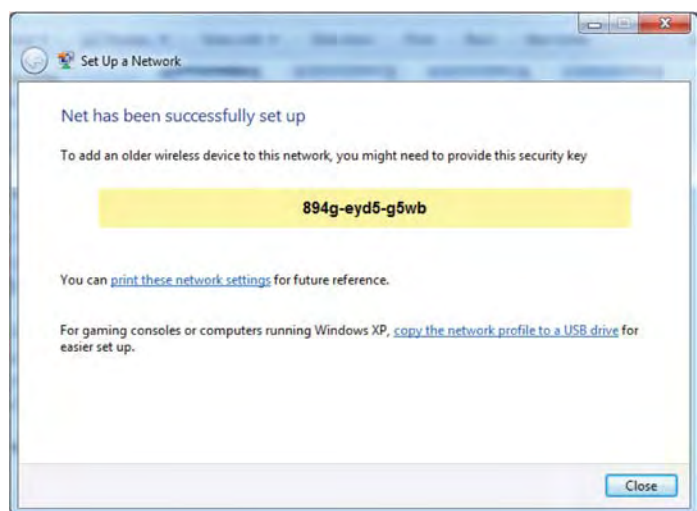 Set Up a Network
Net has been successfully set up
To add an older wireless device to this network, you might need to provide this security key
894g-eyd5-g5wb
You can print these network settings for future reference.
For gaming consoles or computers running Windows XP, copy the network profile to a USB drive for
easier set up.
Close